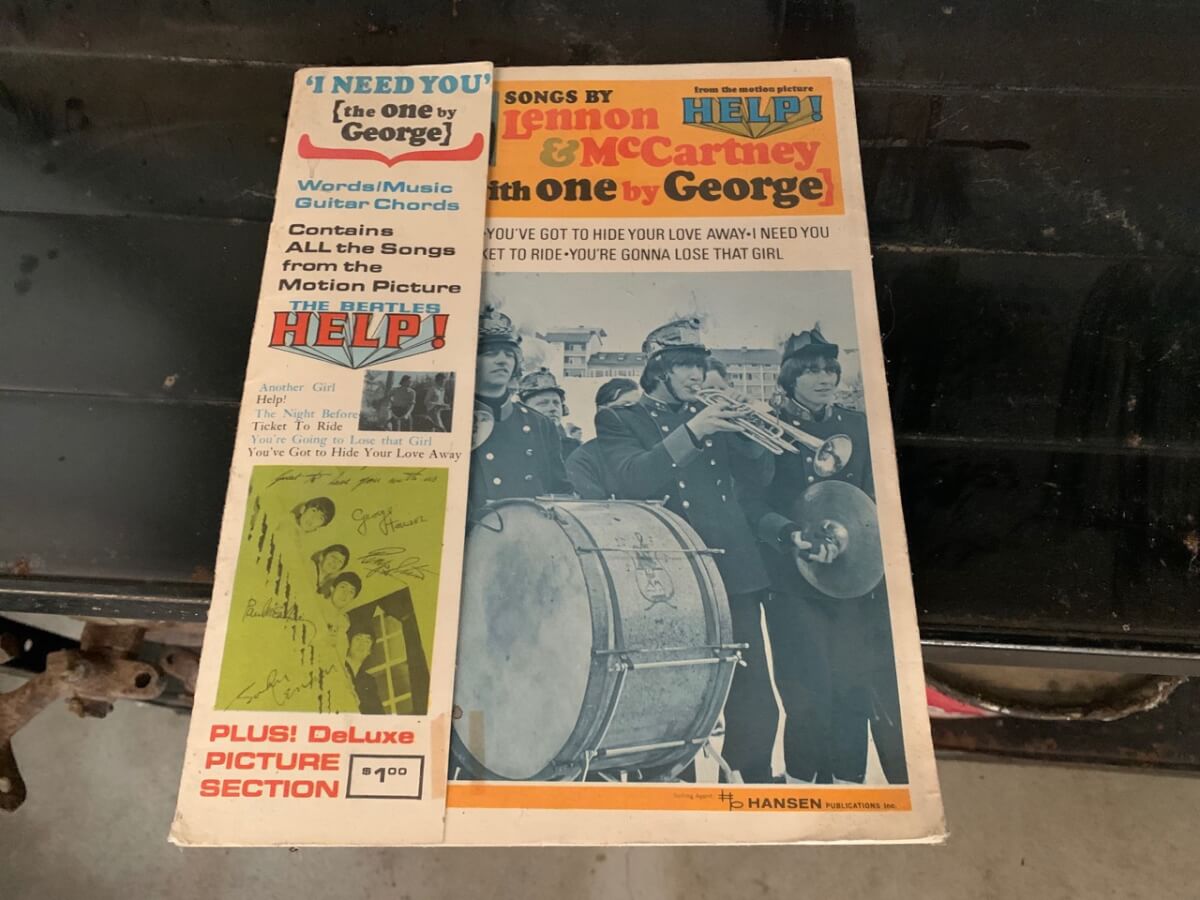 'I NEED YOU'
{the one by
George}
Words/Music
Guitar Chords
Contains
ALL the Songs
from the
Motion Picture
THE BEATLES
HELP!
Another Girl
Help!
The Night Before
Ticket To Ride
You're Going to Lose that Girl
You've Got to Hide Your Love Away
George Harrison
John Lennon
PLUS! DeLuxe
PICTURE
SECTION
$1.00
SONGS BY
Lennon
& McCartney
ith one by George}
from the motion picture
HELP!
•YOU'VE GOT TO HIDE YOUR LOVE AWAY•I NEED YOU
KET TO RIDE•YOU'RE GONNA LOSE THAT GIRL
Selling Agent HANSEN PUBLICATIONS Inc.